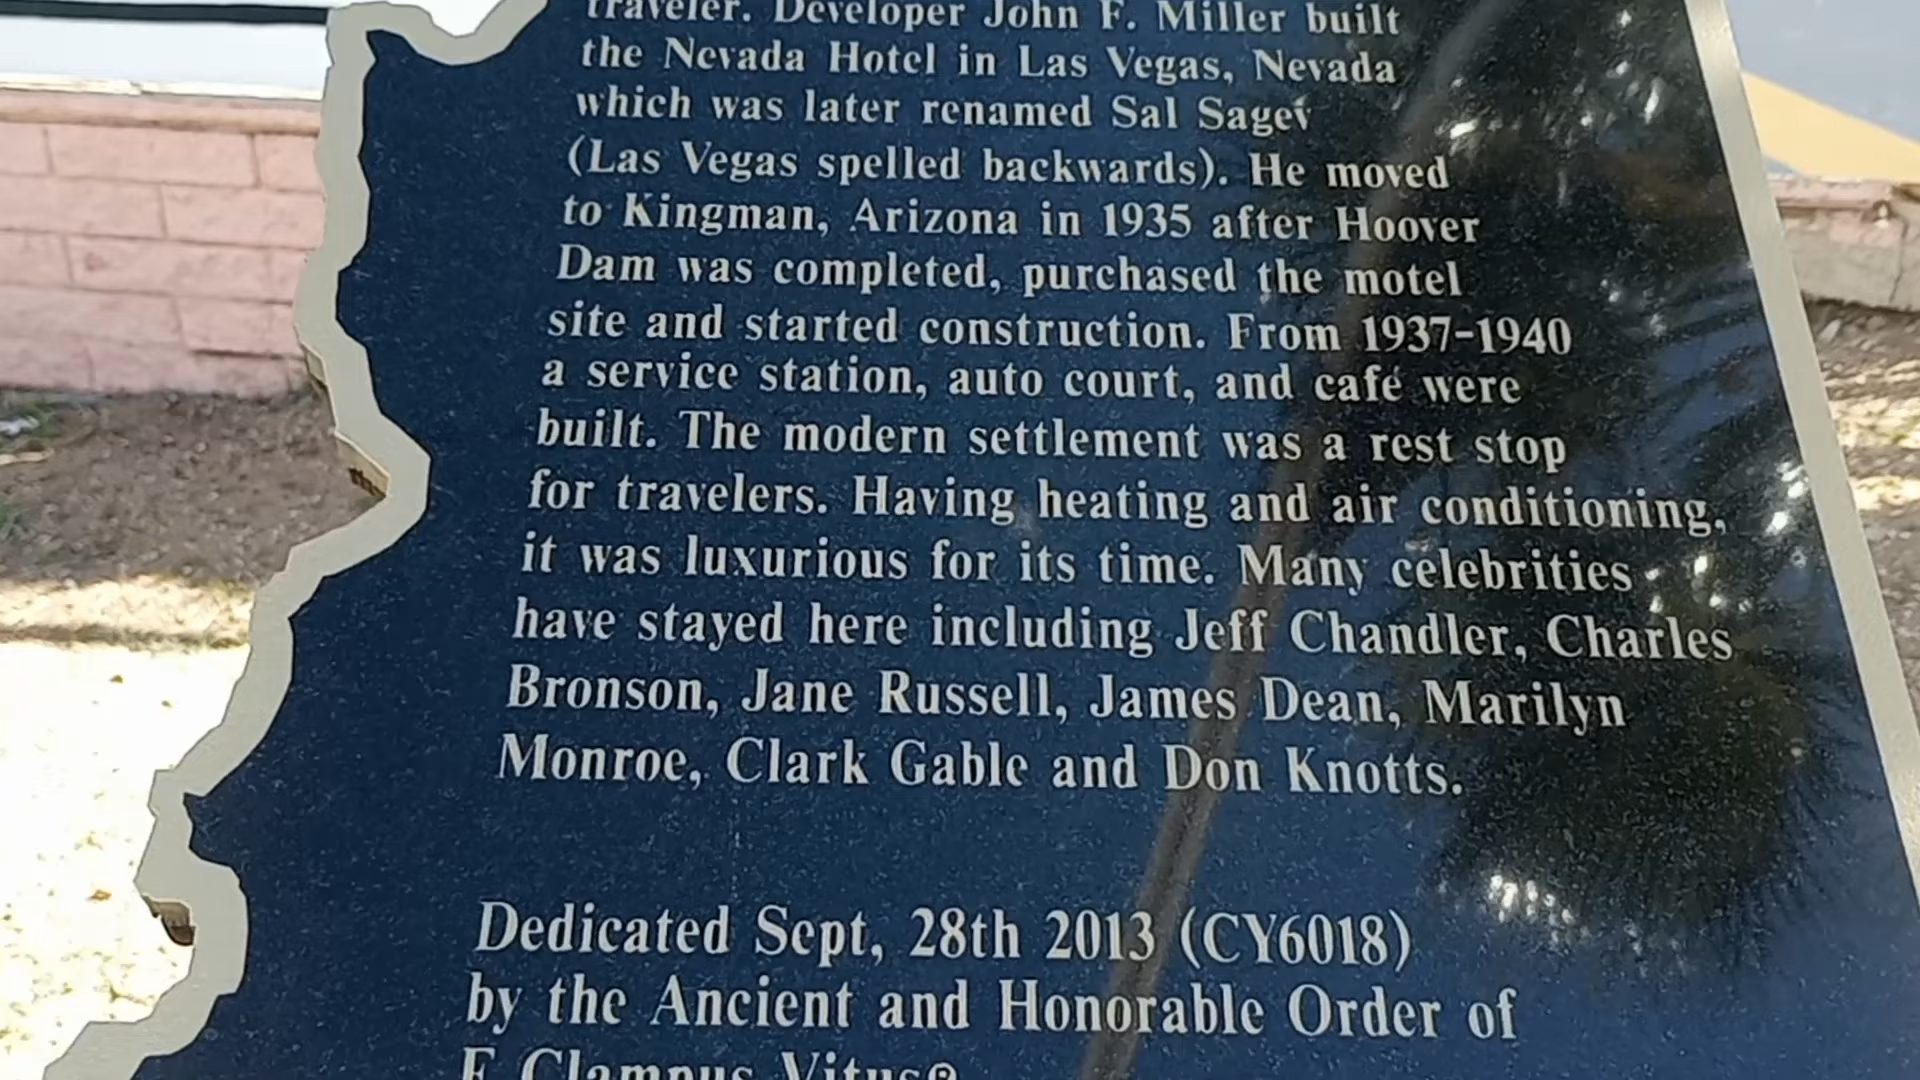 traveler. Developer John F. Miller built
the Nevada Hotel in Las Vegas, Nevada
which was later renamed Sal Sagev
(Las Vegas spelled backwards). He moved
to Kingman, Arizona in 1935 after Hoover
Dam was completed, purchased the motel
site and started construction. From 1937-1940
a service station, auto court, and café were
built. The modern settlement was a rest stop
for travelers. Having heating and air conditioning,
it was luxurious for its time. Many celebrities
have stayed here including Jeff Chandler, Charles
Bronson, Jane Russell, James Dean, Marilyn
Monroe, Clark Gable and Don Knotts.
Dedicated Sept, 28th 2013 (CY6018)
by the Ancient and Honorable Order of
E Clampus Vitus®